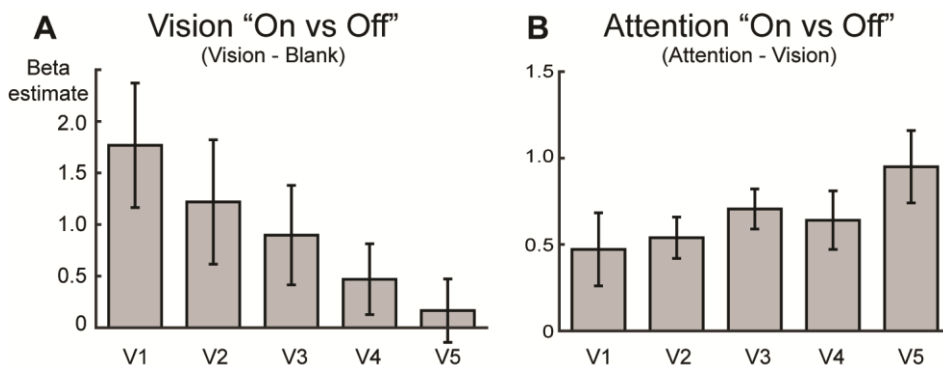 A Vision “On vs Off”
(Vision - Blank)
Beta
estimate
2.0
1.5
1.0
0.5
0
V1 V2 V3 V4 V5
B Attention “On vs Off”
(Attention - Vision)
1.5
1.0
0.5
0
V1 V2 V3 V4 V5